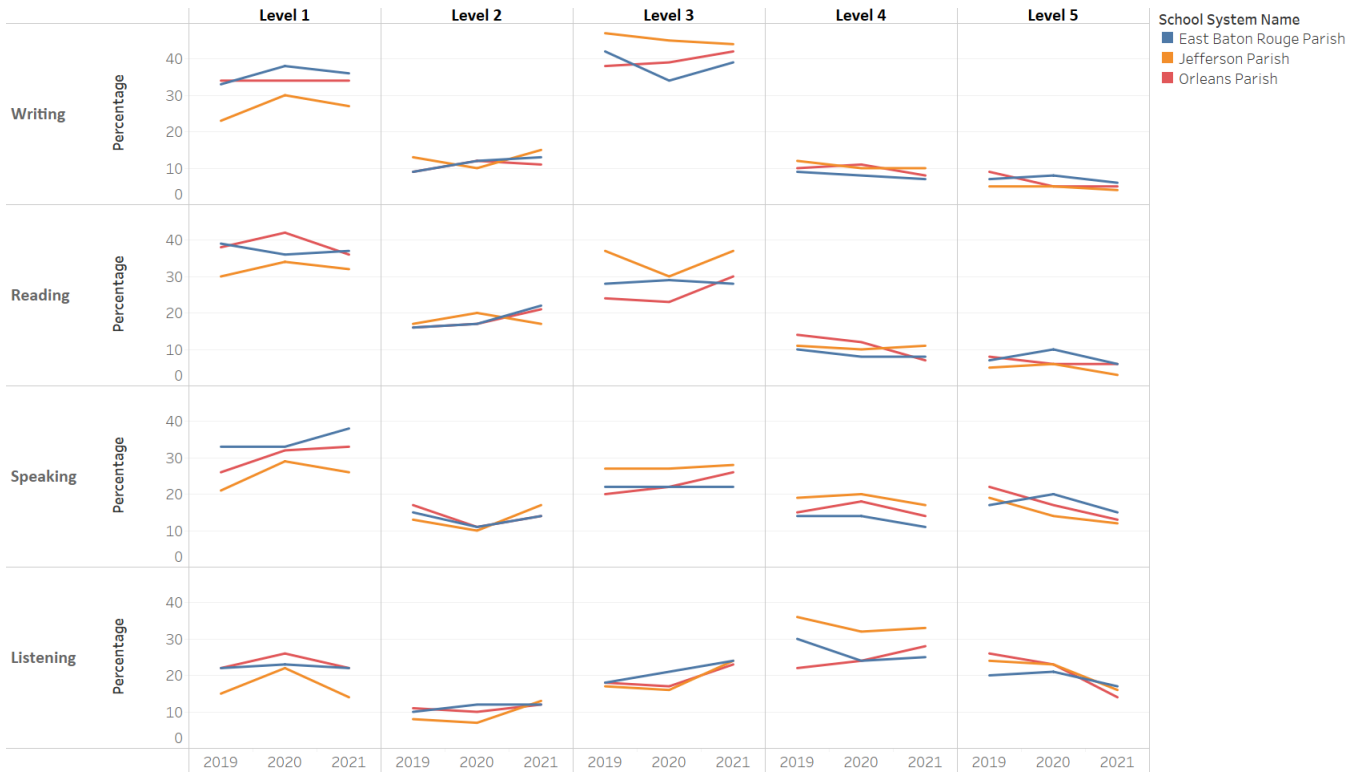 Level 1 Level 2 Level 3 Level 4 Level 5
School System Name
East Baton Rouge Parish
Jefferson Parish
Orleans Parish
Writing
Percentage
40
30
20
10
0
Reading
Percentage
40
30
20
10
0
Speaking
Percentage
40
30
20
10
0
Listening
Percentage
40
30
20
10
0
2019 2020 2021 2019 2020 2021 2019 2020 2021 2019 2020 2021 2019 2020 2021